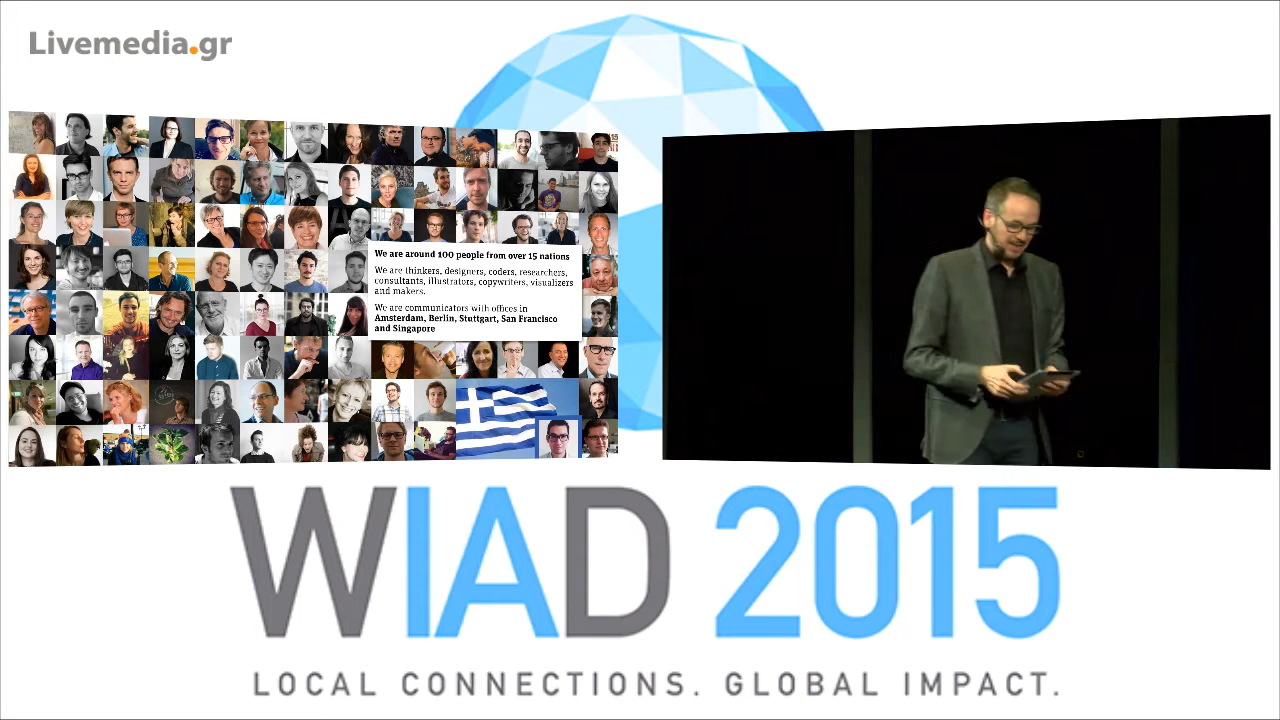 Livemedia.gr
We are around 100 people from over 15 nations
We are thinkers, designers, coders, researchers,
consultants, illustrators, copywriters, visualizers
and makers.
We are communicators with offices in
Amsterdam, Berlin, Stuttgart, San Francisco
and Singapore
WIAD 2015
LOCAL CONNECTIONS. GLOBAL IMPACT.